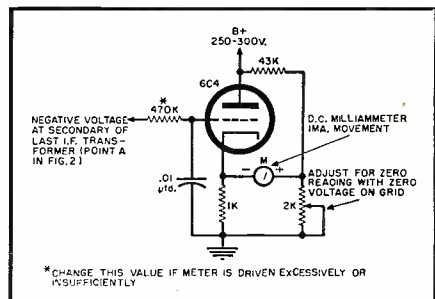 B+
250-300V.
43K
6C4
*
470K
NEGATIVE VOLTAGE
AT SECONDARY OF
LAST I.F. TRANS-
FORMER (POINT A
IN FIG. 2)
D.C. MILLIAMMETER
1MA. MOVEMENT
M
- +
.01
µfd.
1K
2K
ADJUST FOR ZERO
READING WITH ZERO
VOLTAGE ON GRID
*CHANGE THIS VALUE IF METER IS DRIVEN EXCESSIVELY OR
INSUFFICIENTLY